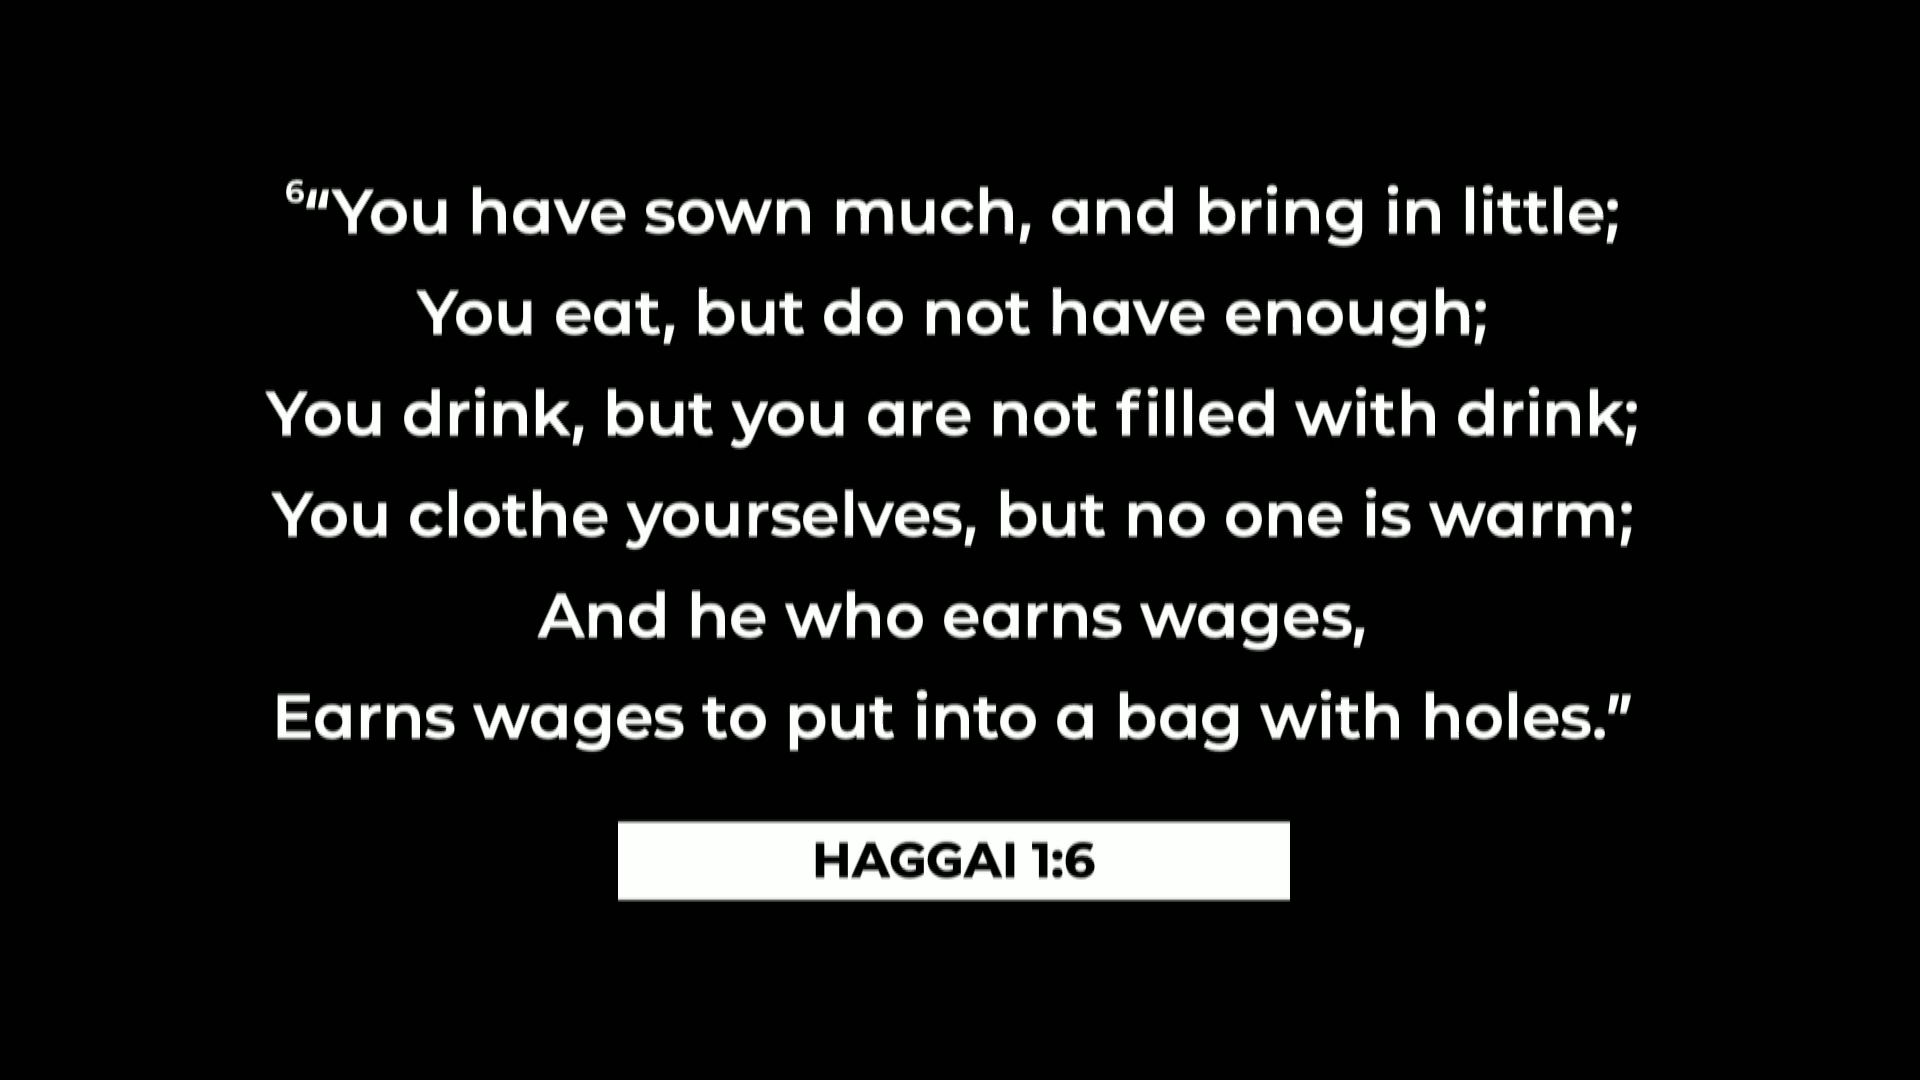 ⁶“You have sown much, and bring in little;
You eat, but do not have enough;
You drink, but you are not filled with drink;
You clothe yourselves, but no one is warm;
And he who earns wages,
Earns wages to put into a bag with holes.”
HAGGAI 1:6